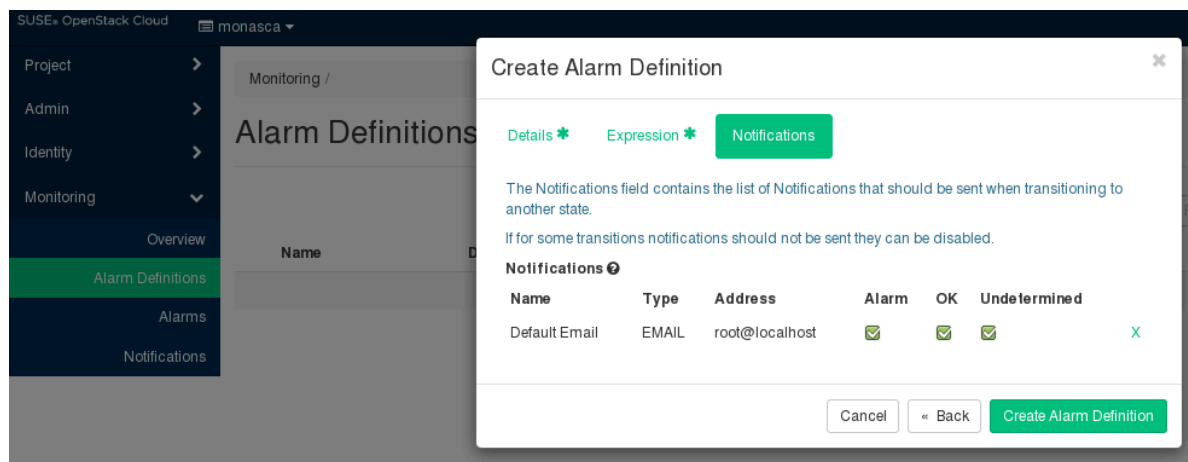 SUSE® OpenStack Cloud
monasca
Project
Admin
Identity
Monitoring
Overview
Alarm Definitions
Alarms
Notifications
Monitoring /
Alarm Definitions
Name
D
Create Alarm Definition
Details *
Expression *
Notifications
The Notifications field contains the list of Notifications that should be sent when transitioning to
another state.
If for some transitions notifications should not be sent they can be disabled.
Notifications
Name Type Address Alarm OK Undetermined
Default Email EMAIL root@localhost X
Cancel « Back Create Alarm Definition